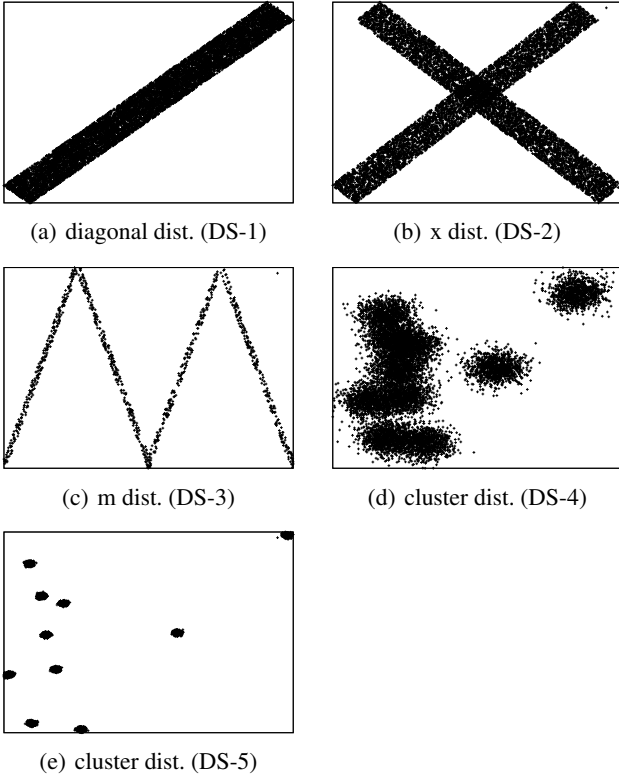 (a) diagonal dist. (DS-1)
(b) x dist. (DS-2)
(c) m dist. (DS-3)
(d) cluster dist. (DS-4)
(e) cluster dist. (DS-5)